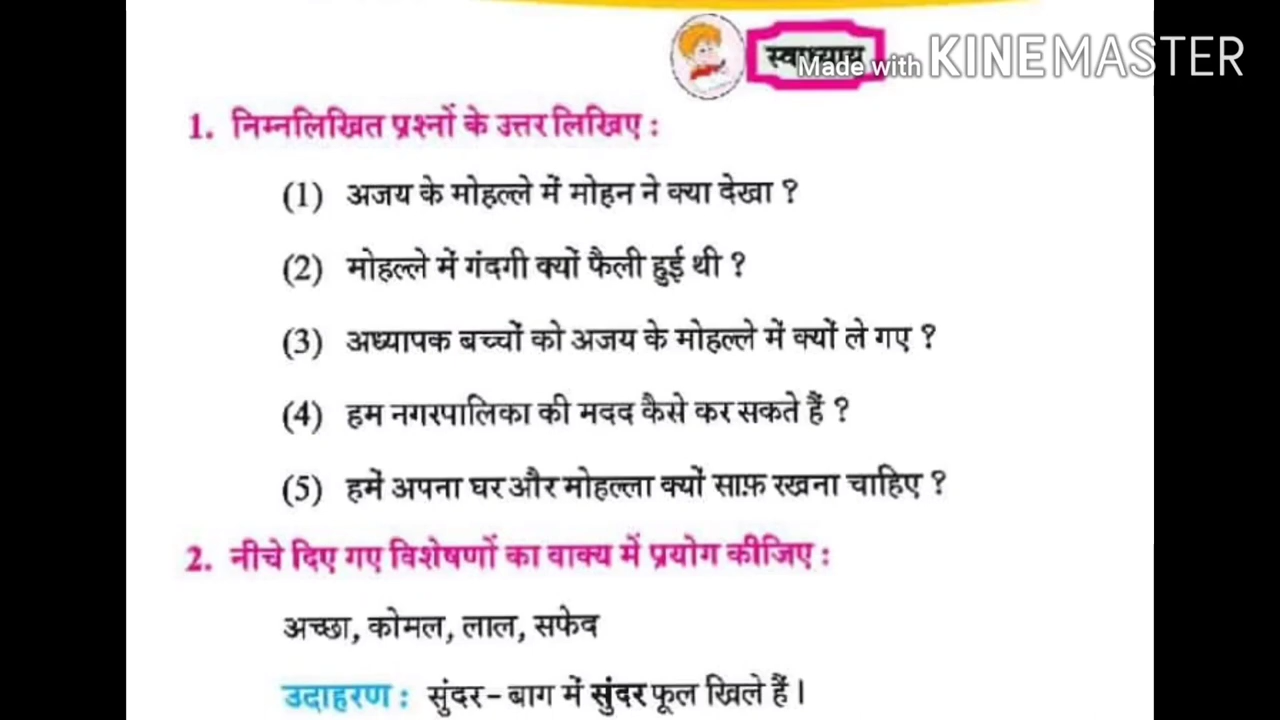 स्वाध्याय
Made with KINEMASTER
1. निम्नलिखित प्रश्नों के उत्तर लिखिए :
(1) अजय के मोहल्ले में मोहन ने क्या देखा ?
(2) मोहल्ले में गंदगी क्यों फैली हुई थी ?
(3) अध्यापक बच्चों को अजय के मोहल्ले में क्यों ले गए ?
(4) हम नगरपालिका की मदद कैसे कर सकते हैं ?
(5) हमें अपना घर और मोहल्ला क्यों साफ़ रखना चाहिए ?
2. नीचे दिए गए विशेषणों का वाक्य में प्रयोग कीजिए :
अच्छा, कोमल, लाल, सफेद
उदाहरण : सुंदर – बाग में सुंदर फूल खिले हैं ।